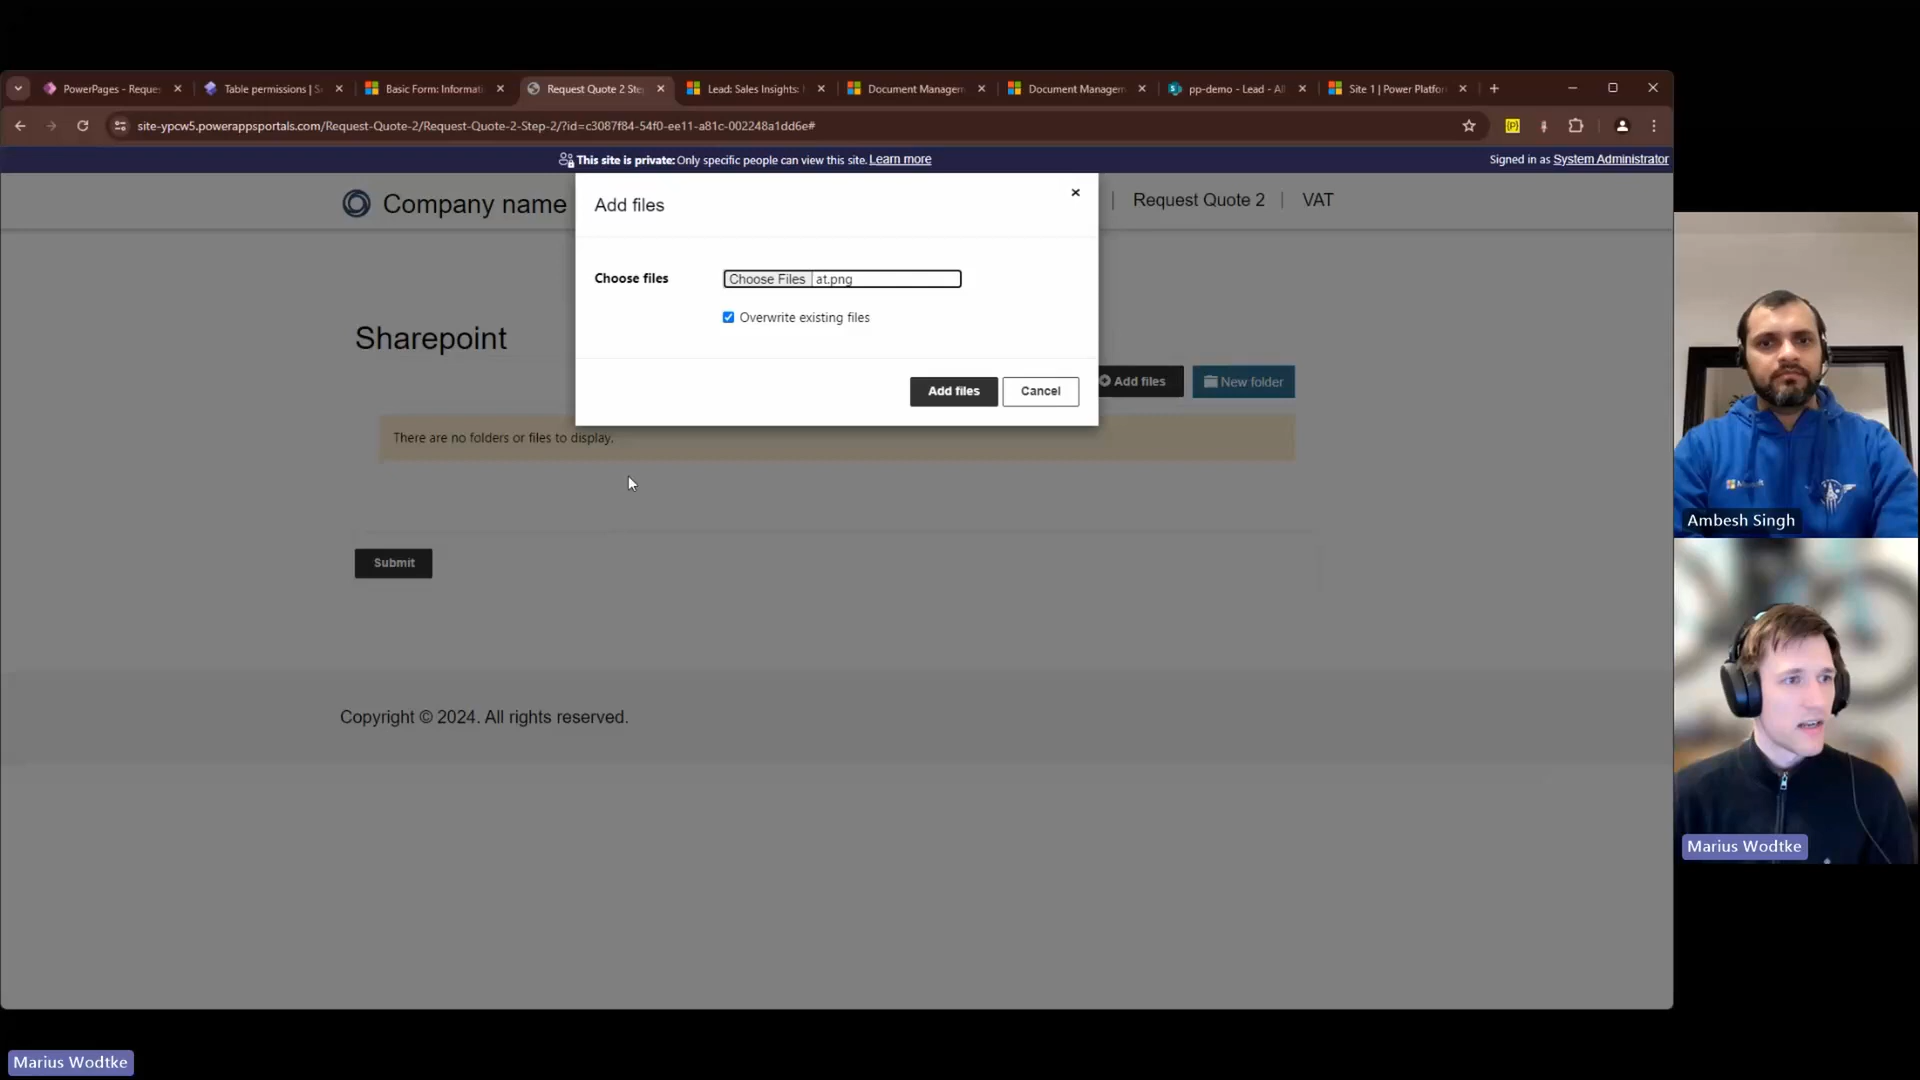 PowerPages - Reques
Table permissions | S
Basic Form: Informati
Request Quote 2 Ste
Lead: Sales Insights:
Document Managem
Document Managem
pp-demo - Lead - All
Site 1 | Power Platfor
site-ypcw5.powerappsportals.com/Request-Quote-2/Request-Quote-2-Step-2/?id=c3087f84-54f0-ee11-a81c-002248a1dd6e#
This site is private: Only specific people can view this site. Learn more
Signed in as System Administrator
Company name
Request Quote 2 | VAT
Add files
Choose files
Choose Files at.png
Overwrite existing files
Add files
Cancel
Sharepoint
Add files
New folder
There are no folders or files to display.
Submit
Copyright © 2024. All rights reserved.
Ambesh Singh
Marius Wodtke
Marius Wodtke